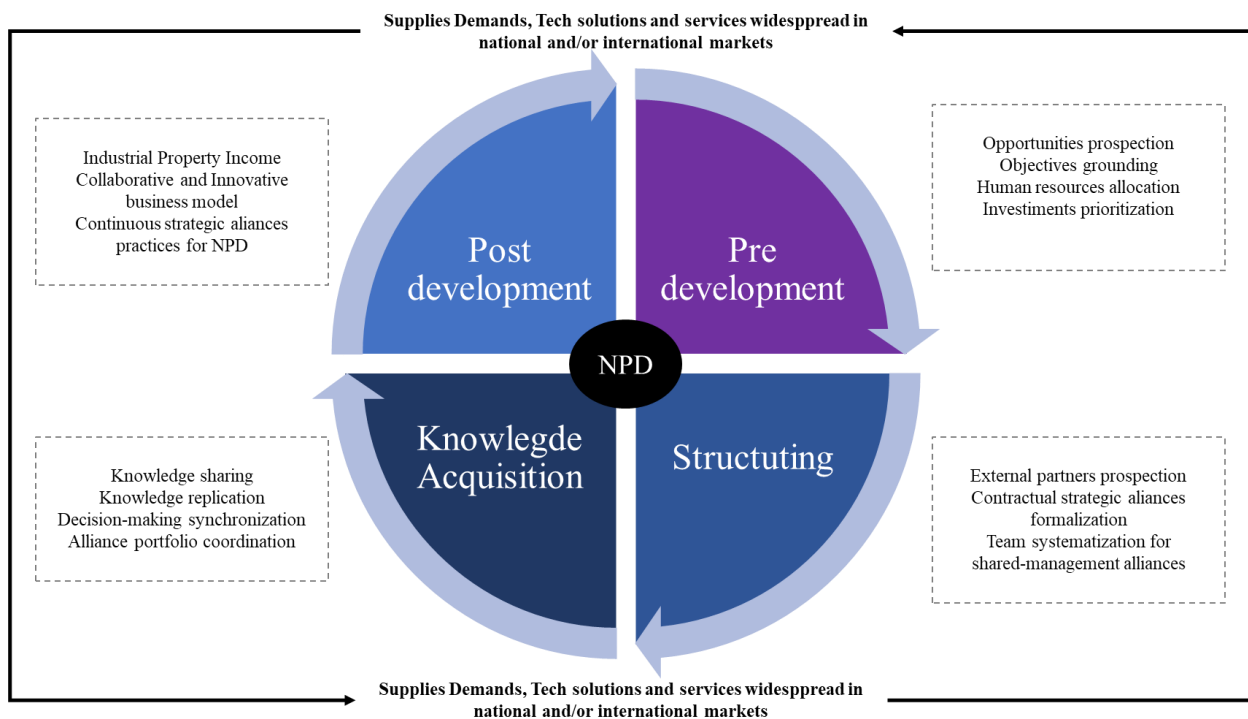 Supplies Demands, Tech solutions and services widesppread in
national and/or international markets
Industrial Property Income
Collaborative and Innovative
business model
Continuous strategic aliances
practices for NPD
Post
development
Pre
development
Opportunities prospection
Objectives grounding
Human resources allocation
Investiments prioritization
NPD
Knowledge sharing
Knowledge replication
Decision-making synchronization
Alliance portfolio coordination
Knowlegde
Acquisition
Structuting
External partners prospection
Contractual strategic aliances
formalization
Team systematization for
shared-management alliances
Supplies Demands, Tech solutions and services widesppread in
national and/or international markets